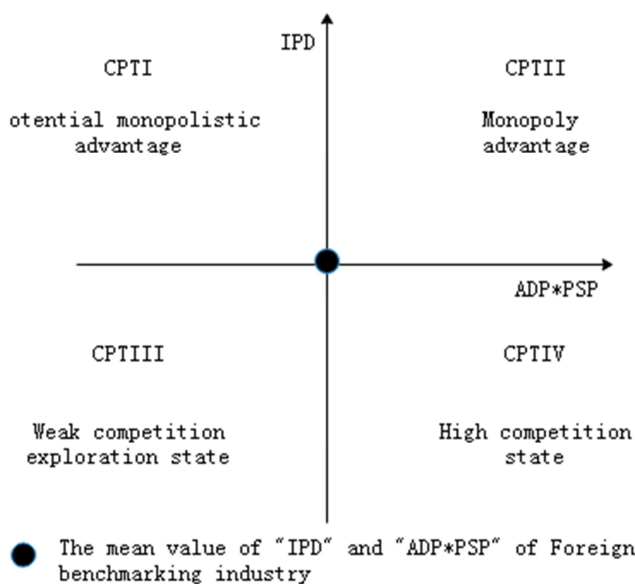 IPD
CPTI
CPTII
otential monopolistic
advantage
Monopoly
advantage
ADP*PSP
CPTIII
CPTIV
Weak competition
exploration state
High competition
state
The mean value of "IPD" and "ADP*PSP" of Foreign
benchmarking industry